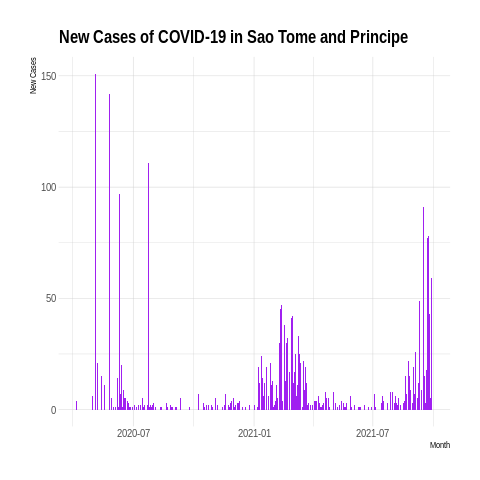 New Cases of COVID-19 in Sao Tome and Principe
New Cases
150
100
50
0
2020-07
2021-01
2021-07
Month